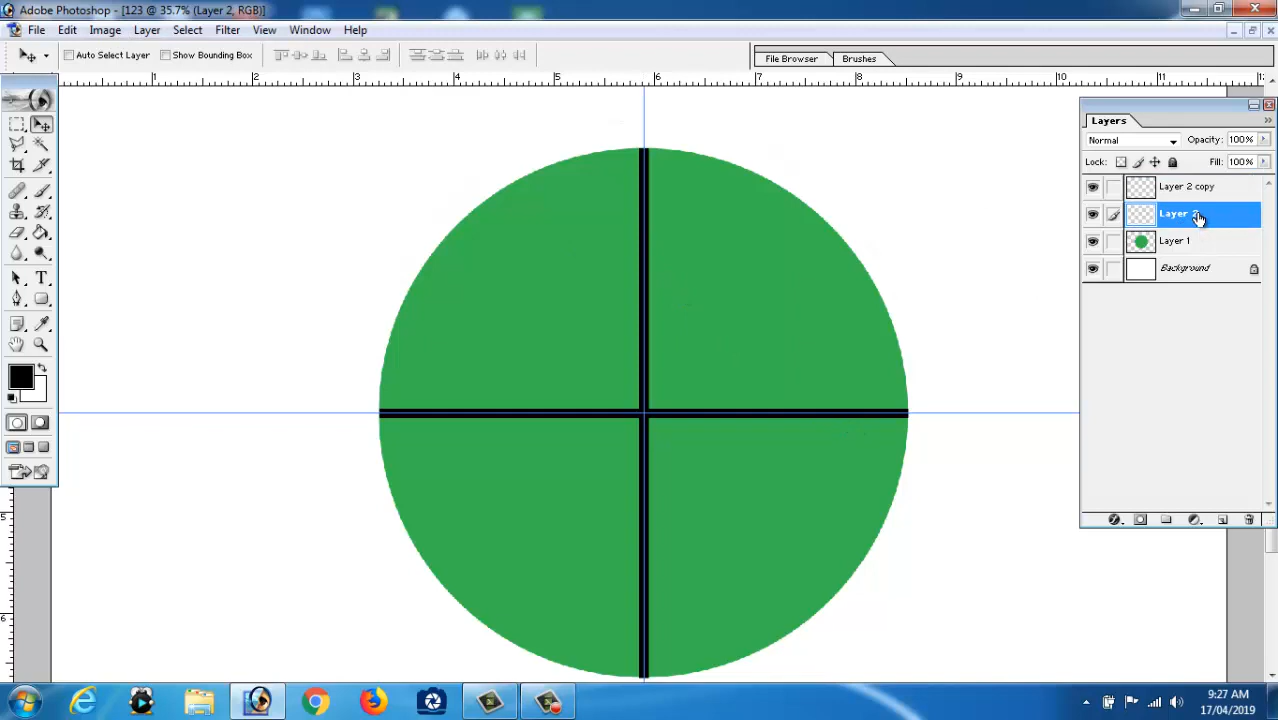 Adobe Photoshop - [123 @ 35.7% (Layer 2, RGB)]
File Edit Image Layer Select Filter View Window Help
Auto Select Layer Show Bounding Box
File Browser Brushes
1 2 3 4 5 6 7 8 9 10 11
Layers
Normal Opacity: 100%
Lock: Fill: 100%
Layer 2 copy
Layer
Layer 1
Background
T
5
6
9:27 AM
17/04/2019